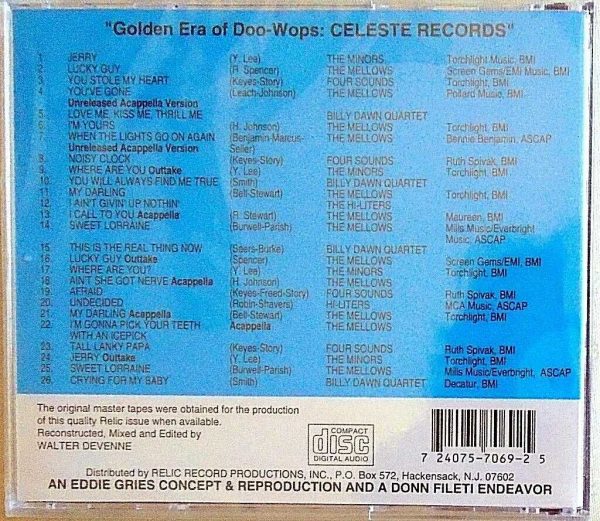 "Golden Era of Doo-Wops: CELESTE RECORDS"
1. JERRY (Y. Lee) THE MINORS Torchlight Music, BMI
2. LUCKY GUY (R. Spencer) THE MELLOWS Screen Gems/EMI Music, BMI
3. YOU STOLE MY HEART (Keyes-Story) FOUR SOUNDS Torchlight, BMI
4. YOU'VE GONE (Leach-Johnson) THE MELLOWS Pollard Music, BMI
Unreleased Acappella Version
5. LOVE ME, KISS ME, THRILL ME BILLY DAWN QUARTET
6. I'M YOURS (H. Johnson) THE MELLOWS Torchlight, BMI
7. WHEN THE LIGHTS GO ON AGAIN (Benjamin-Marcus- THE MELLOWS Bennie Benjamin, ASCAP
Unreleased Acappella Version Seiler)
8. NOISY CLOCK (Keyes-Story) FOUR SOUNDS Ruth Spivak, BMI
9. WHERE ARE YOU Outtake (Y. Lee) THE MINORS Torchlight, BMI
10. YOU WILL ALWAYS FIND ME TRUE (Smith) BILLY DAWN QUARTET
11. MY DARLING (Bell-Stewart) THE MELLOWS Torchlight, BMI
12. I AIN'T GIVIN' UP NOTHIN' THE HI-LITERS
13. I CALL TO YOU Acappella (R. Stewart) THE MELLOWS Maureen, BMI
14. SWEET LORRAINE (Burwell-Parish) THE MELLOWS Mills Music/Everbright
Music, ASCAP
15. THIS IS THE REAL THING NOW (Seers-Burke) BILLY DAWN QUARTET
16. LUCKY GUY Outtake (Spencer) THE MELLOWS Screen Gems/EMI, BMI
17. WHERE ARE YOU? (Y. Lee) THE MINORS Torchlight, BMI
18. AIN'T SHE GOT NERVE Acappella (H. Johnson) THE MELLOWS
19. AFRAID (Keyes-Freed-Story) FOUR SOUNDS Ruth Spivak, BMI
20. UNDECIDED (Robin-Shavers) HI-LITERS MCA Music, ASCAP
21. MY DARLING Acappella (Bell-Stewart) THE MELLOWS Torchlight, BMI
22. I'M GONNA PICK YOUR TEETH Acappella THE MELLOWS
WITH AN ICEPICK
23. TALL LANKY PAPA (Keyes-Story) FOUR SOUNDS Ruth Spivak, BMI
24. JERRY Outtake (Y. Lee) THE MINORS Torchlight, BMI
25. SWEET LORRAINE (Burwell-Parish) THE MELLOWS Mills Music/Everbright, ASCAP
26. CRYING FOR MY BABY (Smith) BILLY DAWN QUARTET Decatur, BMI
The original master tapes were obtained for the production
of this quality Relic issue when available.
Reconstructed, Mixed and Edited by
WALTER DEVENNE
COMPACT
disc
DIGITAL AUDIO
7 24075-7069-2 5
Distributed by RELIC RECORD PRODUCTIONS, INC., P.O. Box 572, Hackensack, N.J. 07602
AN EDDIE GRIES CONCEPT & REPRODUCTION AND A DONN FILETI ENDEAVOR